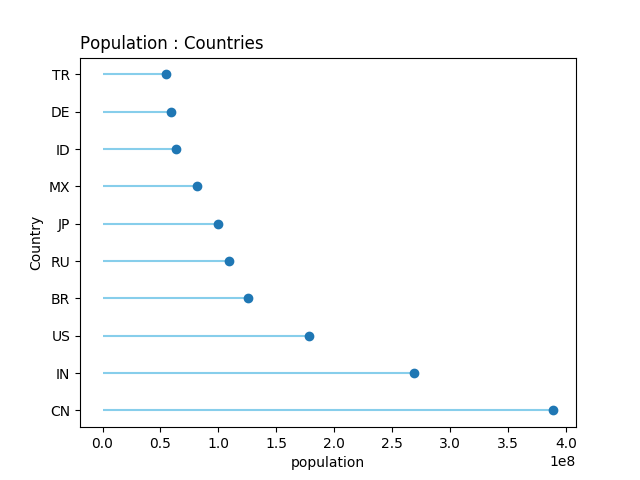 Population : Countries
TR
DE
ID
MX
JP
RU
BR
US
IN
CN
Country
0.0 0.5 1.0 1.5 2.0 2.5 3.0 3.5 4.0
1e8
population